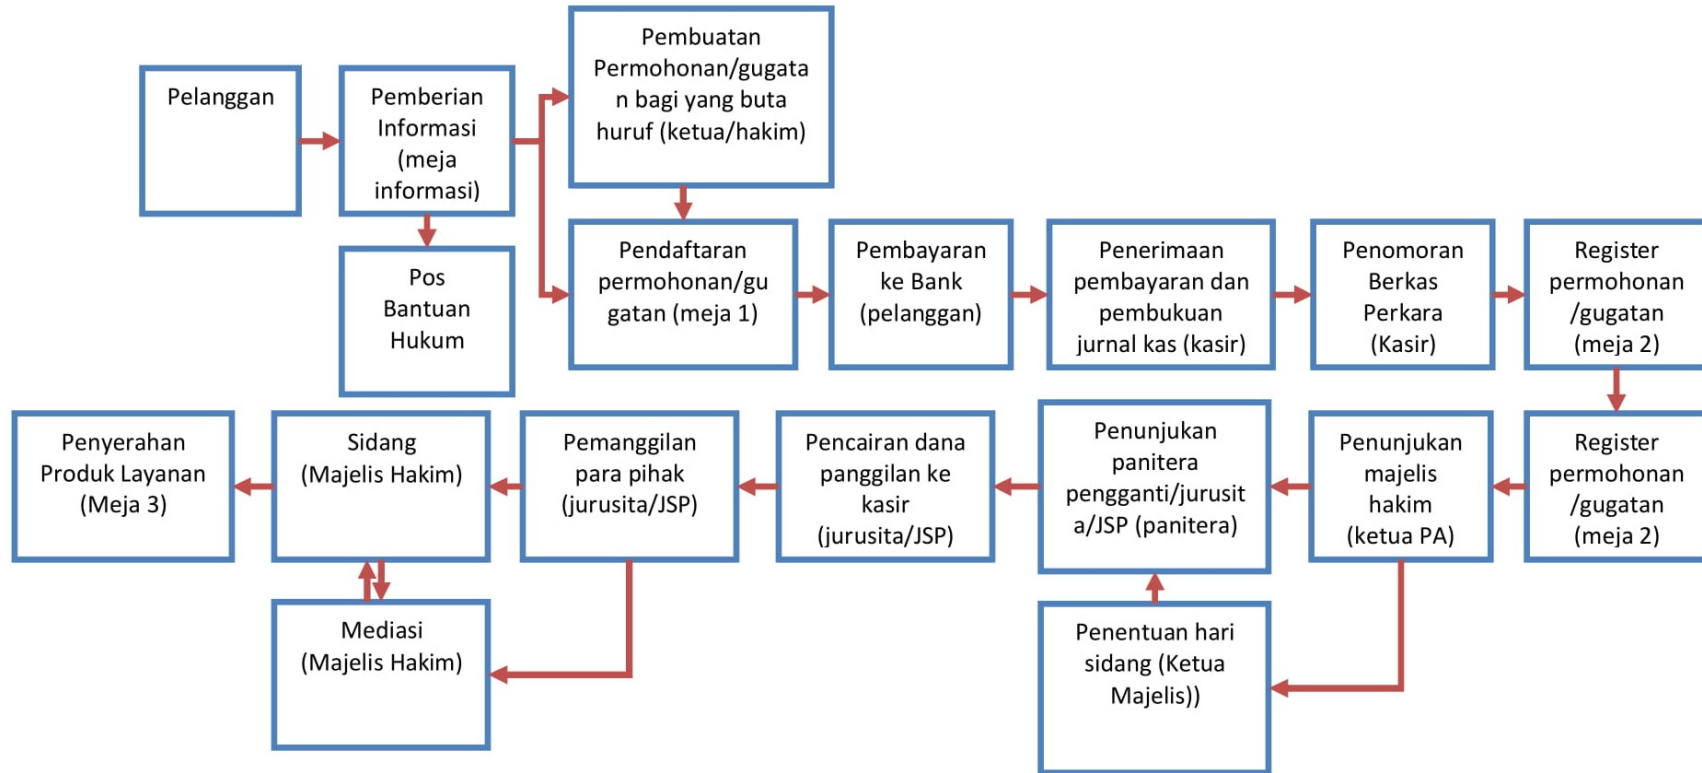 Pelanggan
Pemberian
Informasi
(meja
informasi)
Pos
Bantuan
Hukum
Pembuatan
Permohonan/gugata
n bagi yang buta
huruf (ketua/hakim)
Pendaftaran
permohonan/gu
gatan (meja 1)
Pembayaran
ke Bank
(pelanggan)
Penerimaan
pembayaran dan
pembukuan
jurnal kas (kasir)
Penomoran
Berkas
Perkara
(Kasir)
Register
permohonan
/gugatan
(meja 2)
Register
permohonan
/gugatan
(meja 2)
Penunjukan
majelis
hakim
(ketua PA)
Penentuan hari
sidang (Ketua
Majelis))
Penunjukan
panitera
pengganti/jurusit
a/JSP (panitera)
Pencairan dana
panggilan ke
kasir
(jurusita/JSP)
Pemanggilan
para pihak
(jurusita/JSP)
Sidang
(Majelis Hakim)
Mediasi
(Majelis Hakim)
Penyerahan
Produk Layanan
(Meja 3)